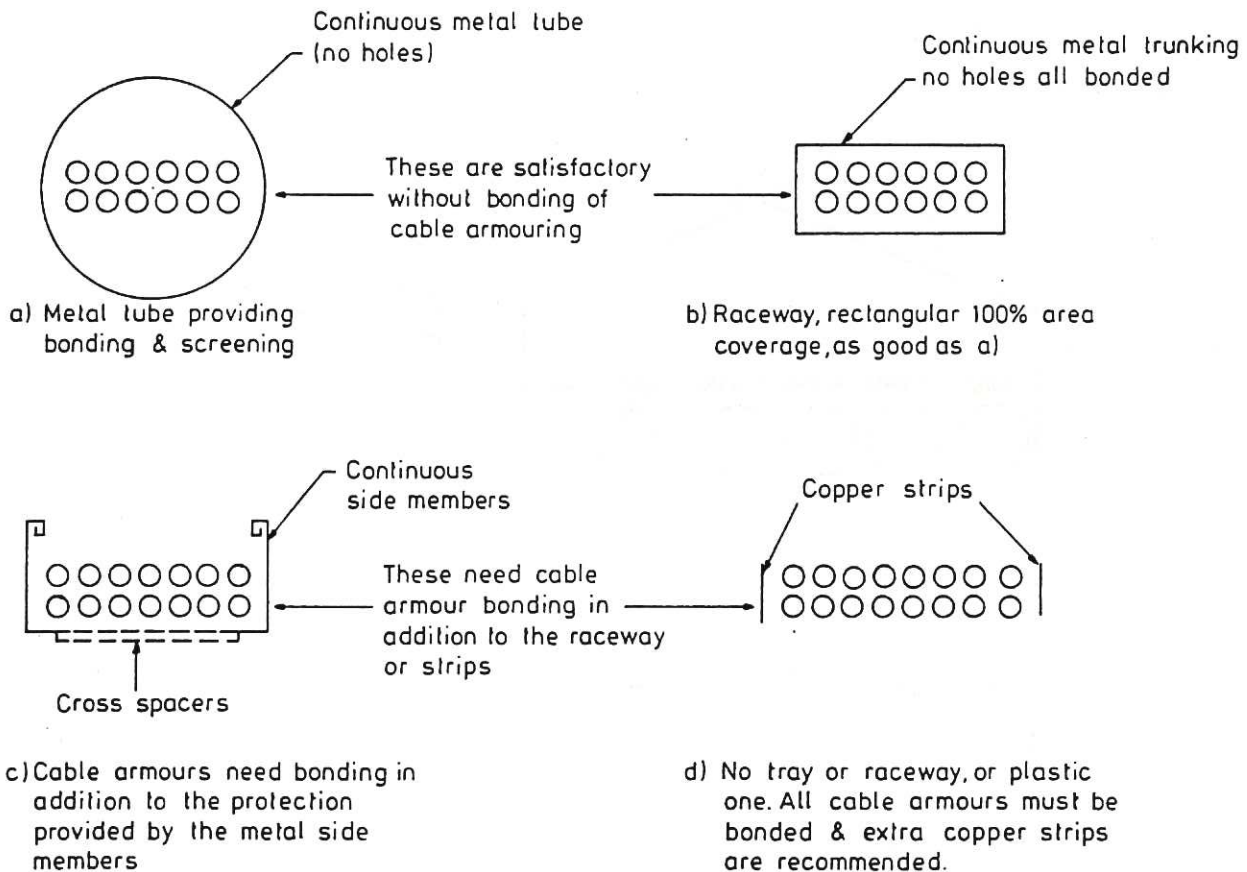 Continuous metal tube
(no holes)
Continuous metal trunking
no holes all bonded
These are satisfactory
without bonding of
cable armouring
a) Metal tube providing
bonding & screening
b) Raceway, rectangular 100% area
coverage, as good as a)
Continuous
side members
Copper strips
These need cable
armour bonding in
addition to the raceway
or strips
Cross spacers
c) Cable armours need bonding in
addition to the protection
provided by the metal side
members
d) No tray or raceway, or plastic
one. All cable armours must be
bonded & extra copper strips
are recommended.